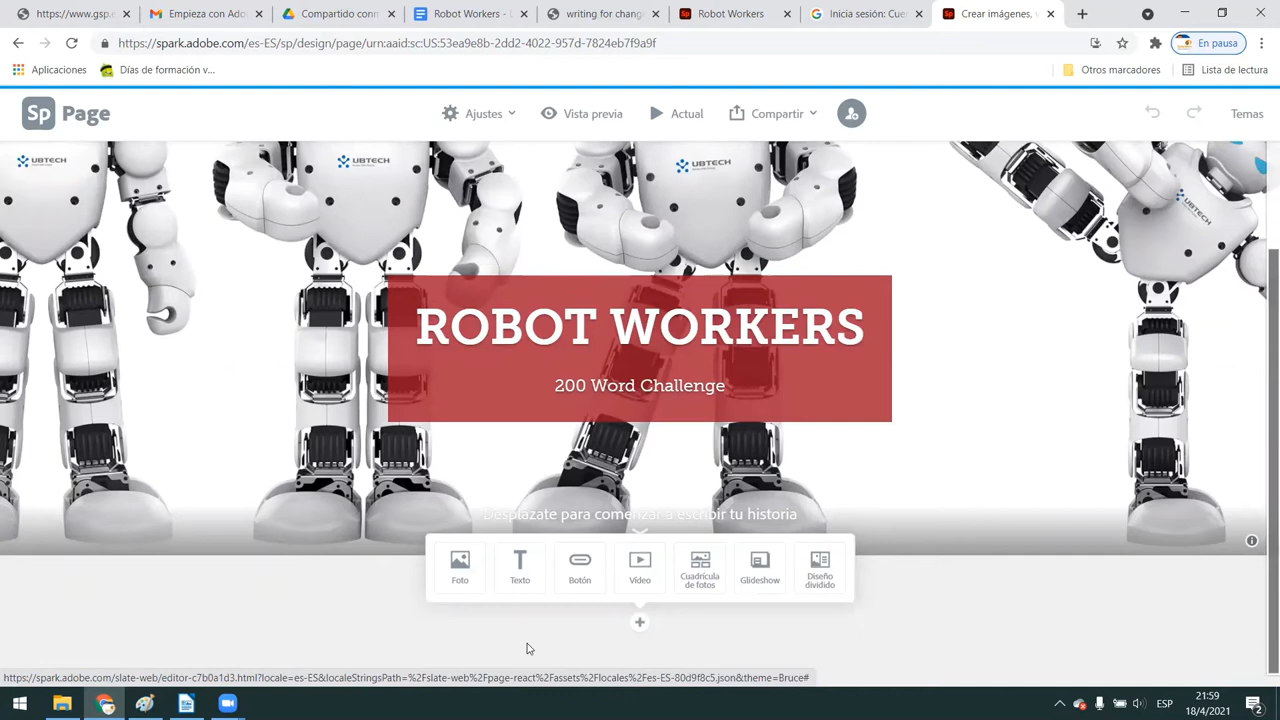 https://www.gsp.e
Empieza con Ado
Compartido conm
Robot Workers - L
writing for change
Robot Workers
Inicia sesión: Cue
Crear imágenes, v
https://spark.adobe.com/es-ES/sp/design/page/urn:aaid:sc:US:53ea9e8b-2dd2-4022-957d-7824eb7f9a9f
En pausa
Aplicaciones
Días de formación v...
Otros marcadores
Lista de lectura
Sp Page
Ajustes
Vista previa
Actual
Compartir
Temas
UBTECH
UBTECH
UBTECH
UBTECH
ROBOT WORKERS
200 Word Challenge
Desplázate para comenzar a escribir tu historia
Foto
Texto
Botón
Vídeo
Cuadrícula de fotos
Glideshow
Diseño dividido
https://spark.adobe.com/slate-web/editor-c7b0a1d3.html?locale=es-ES&localeStringsPath=%2Fslate-web%2Fpage-react%2Fassets%2Flocales%2Fes-ES-80d9f8c5.json&theme=Bruce#
ESP
21:59
18/4/2021
2